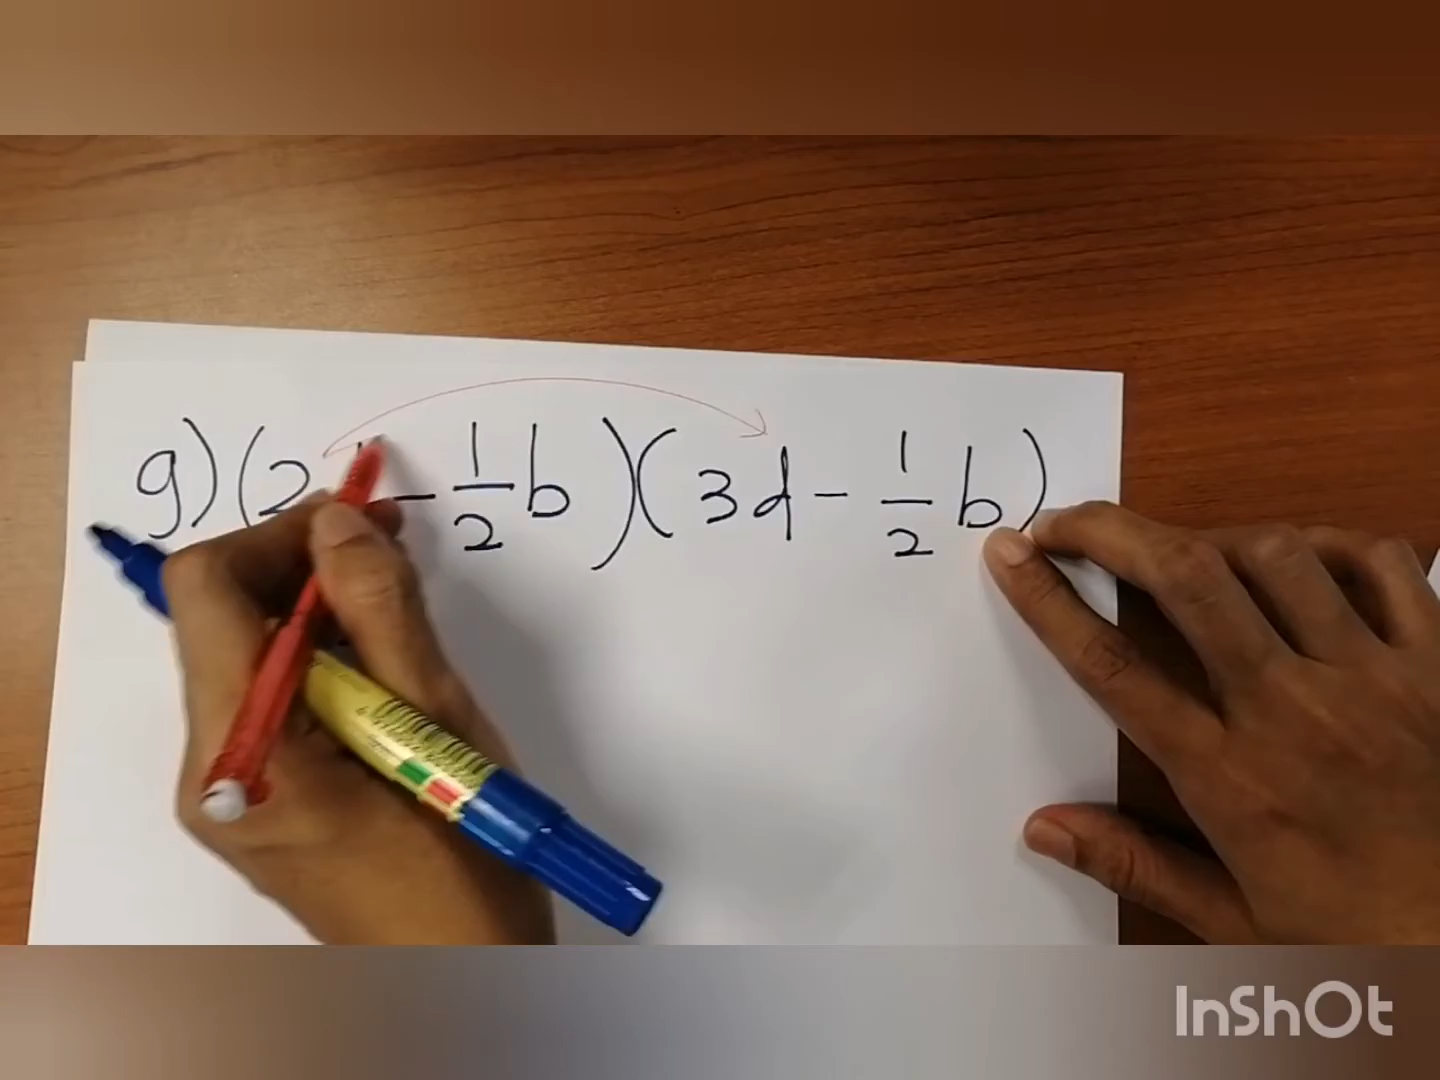 g) (2 - 1/2 b)(3d - 1/2 b)
InShOt